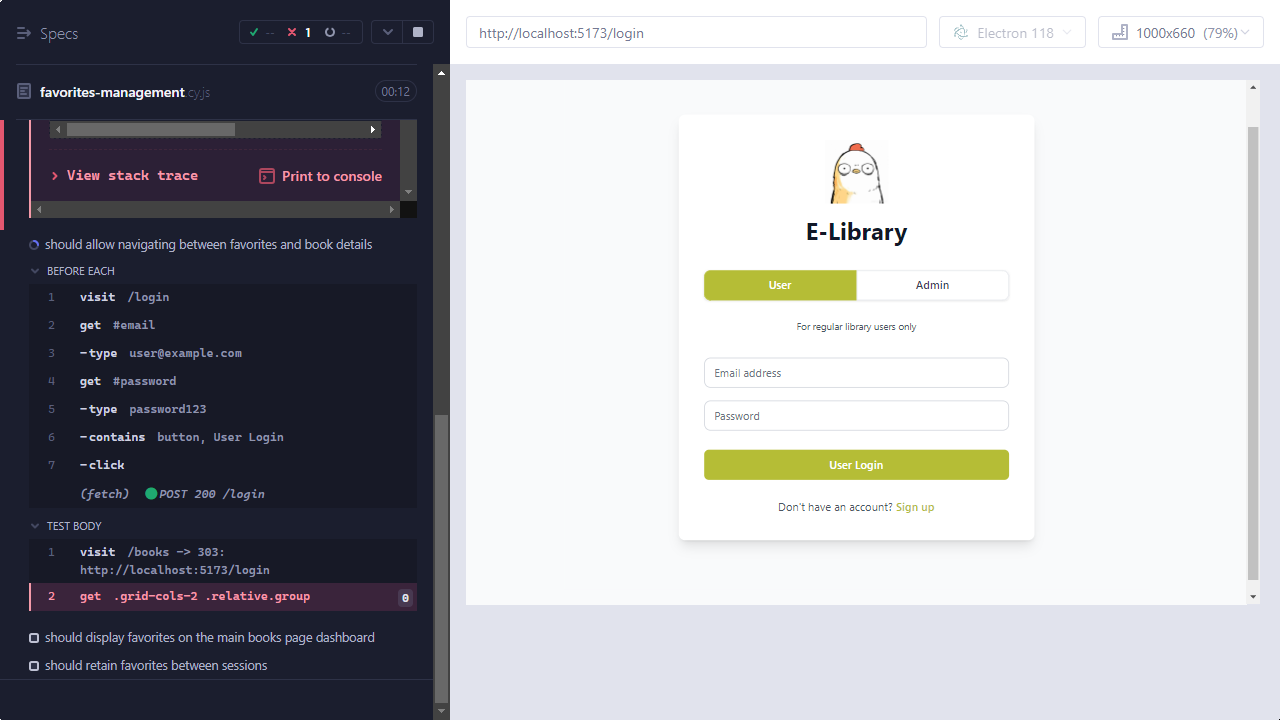 Specs
-- 1 --
http://localhost:5173/login
Electron 118
1000x660 (79%)
favorites-management.cy.js
00:12
View stack trace
Print to console
should allow navigating between favorites and book details
BEFORE EACH
1 visit /login
2 get #email
3 -type user@example.com
4 get #password
5 -type password123
6 -contains button, User Login
7 -click
(fetch) POST 200 /login
TEST BODY
1 visit /books -> 303:
http://localhost:5173/login
2 get .grid-cols-2 .relative.group 0
should display favorites on the main books page dashboard
should retain favorites between sessions
E-Library
User Admin
For regular library users only
Email address
Password
User Login
Don't have an account? Sign up